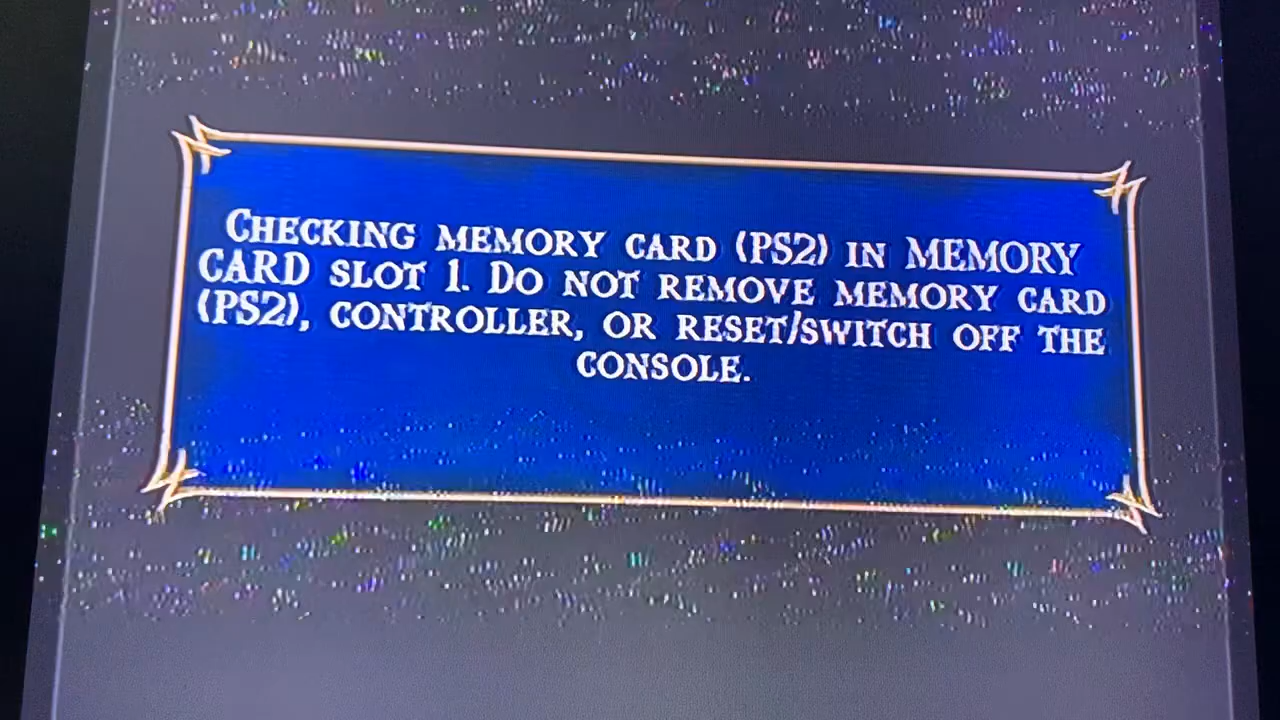 Checking memory card (PS2) in MEMORY
CARD slot 1. Do not remove memory card
(PS2), controller, or reset/switch off the
console.